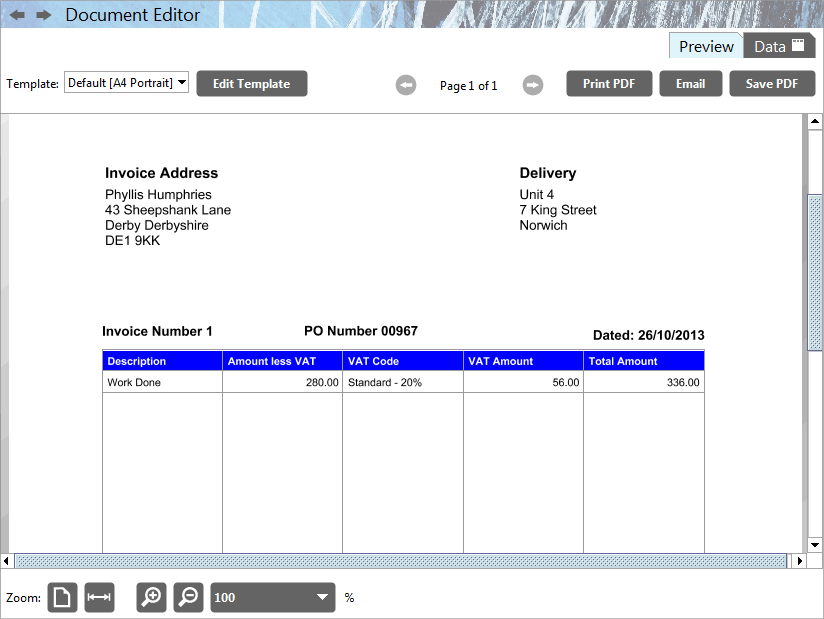 Document Editor
Preview Data
Template: Default [A4 Portrait] Edit Template Page 1 of 1 Print PDF Email Save PDF
Invoice Address Delivery
Phyllis Humphries Unit 4
43 Sheepshank Lane 7 King Street
Derby Derbyshire Norwich
DE1 9KK
Invoice Number 1 PO Number 00967 Dated: 26/10/2013
Description Amount less VAT VAT Code VAT Amount Total Amount
Work Done 280.00 Standard - 20% 56.00 336.00
Zoom: 100 %